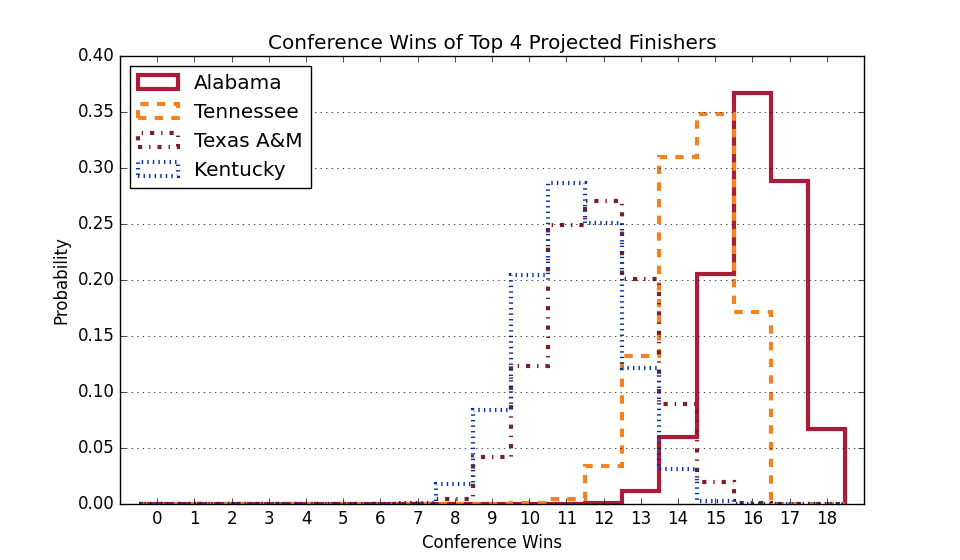 Conference Wins of Top 4 Projected Finishers
Alabama
Tennessee
Texas A&M
Kentucky
Probability
0.40
0.35
0.30
0.25
0.20
0.15
0.10
0.05
0.00
0 1 2 3 4 5 6 7 8 9 10 11 12 13 14 15 16 17 18
Conference Wins